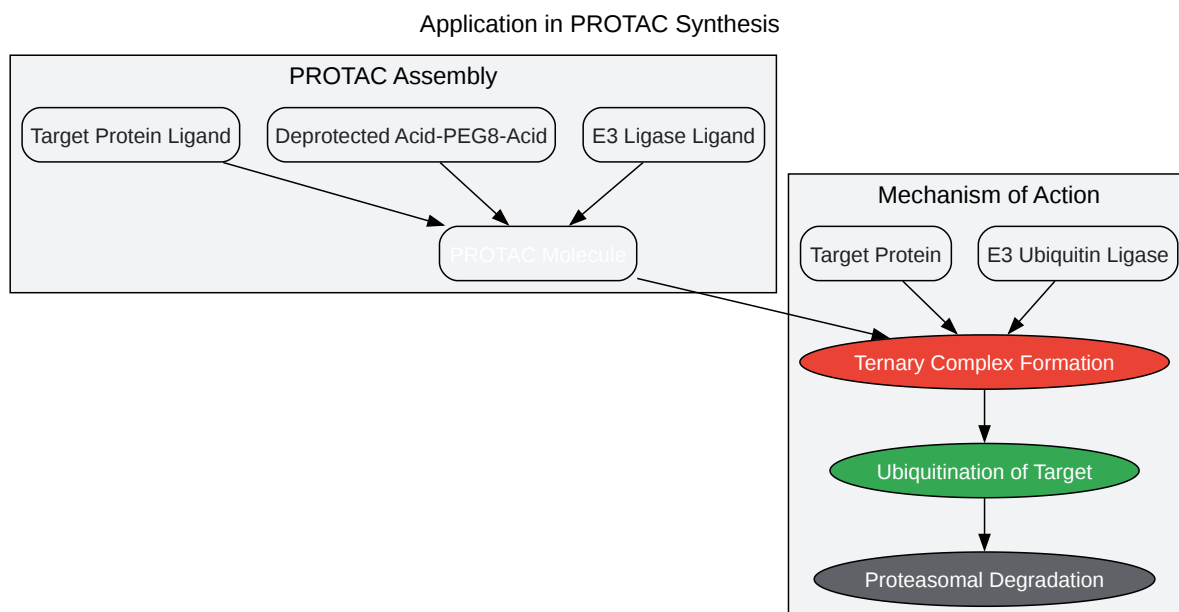 Application in PROTAC Synthesis
PROTAC Assembly
Target Protein Ligand
Deprotected Acid-PEG8-Acid
E3 Ligase Ligand
PROTAC Molecule
Mechanism of Action
Target Protein
E3 Ubiquitin Ligase
Ternary Complex Formation
Ubiquitination of Target
Proteasomal Degradation